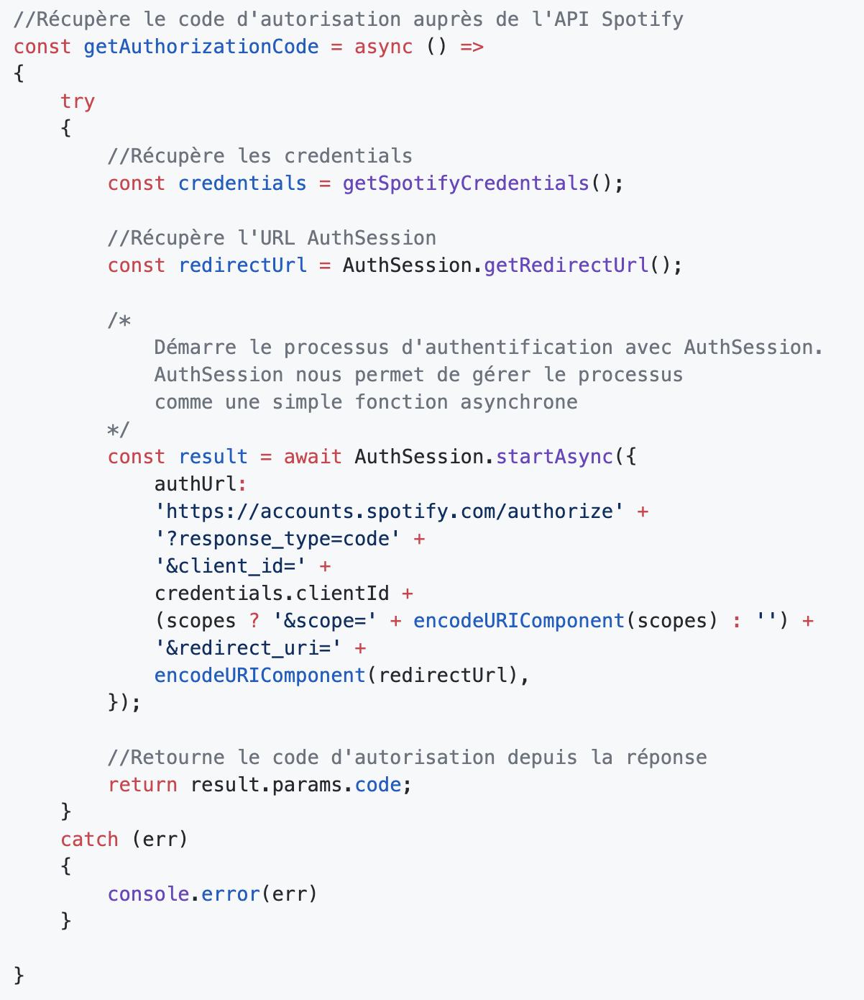 //Récupère le code d'autorisation auprès de l'API Spotify
const getAuthorizationCode = async () =>
{
    try
    {
        //Récupère les credentials
        const credentials = getSpotifyCredentials();

        //Récupère l'URL AuthSession
        const redirectUrl = AuthSession.getRedirectUrl();

        /*
            Démarre le processus d'authentification avec AuthSession.
            AuthSession nous permet de gérer le processus
            comme une simple fonction asynchrone
        */
        const result = await AuthSession.startAsync({
            authUrl:
            'https://accounts.spotify.com/authorize' +
            '?response_type=code' +
            '&client_id=' +
            credentials.clientId +
            (scopes ? '&scope=' + encodeURIComponent(scopes) : '') +
            '&redirect_uri=' +
            encodeURIComponent(redirectUrl),
        });

        //Retourne le code d'autorisation depuis la réponse
        return result.params.code;
    }
    catch (err)
    {
        console.error(err)
    }

}